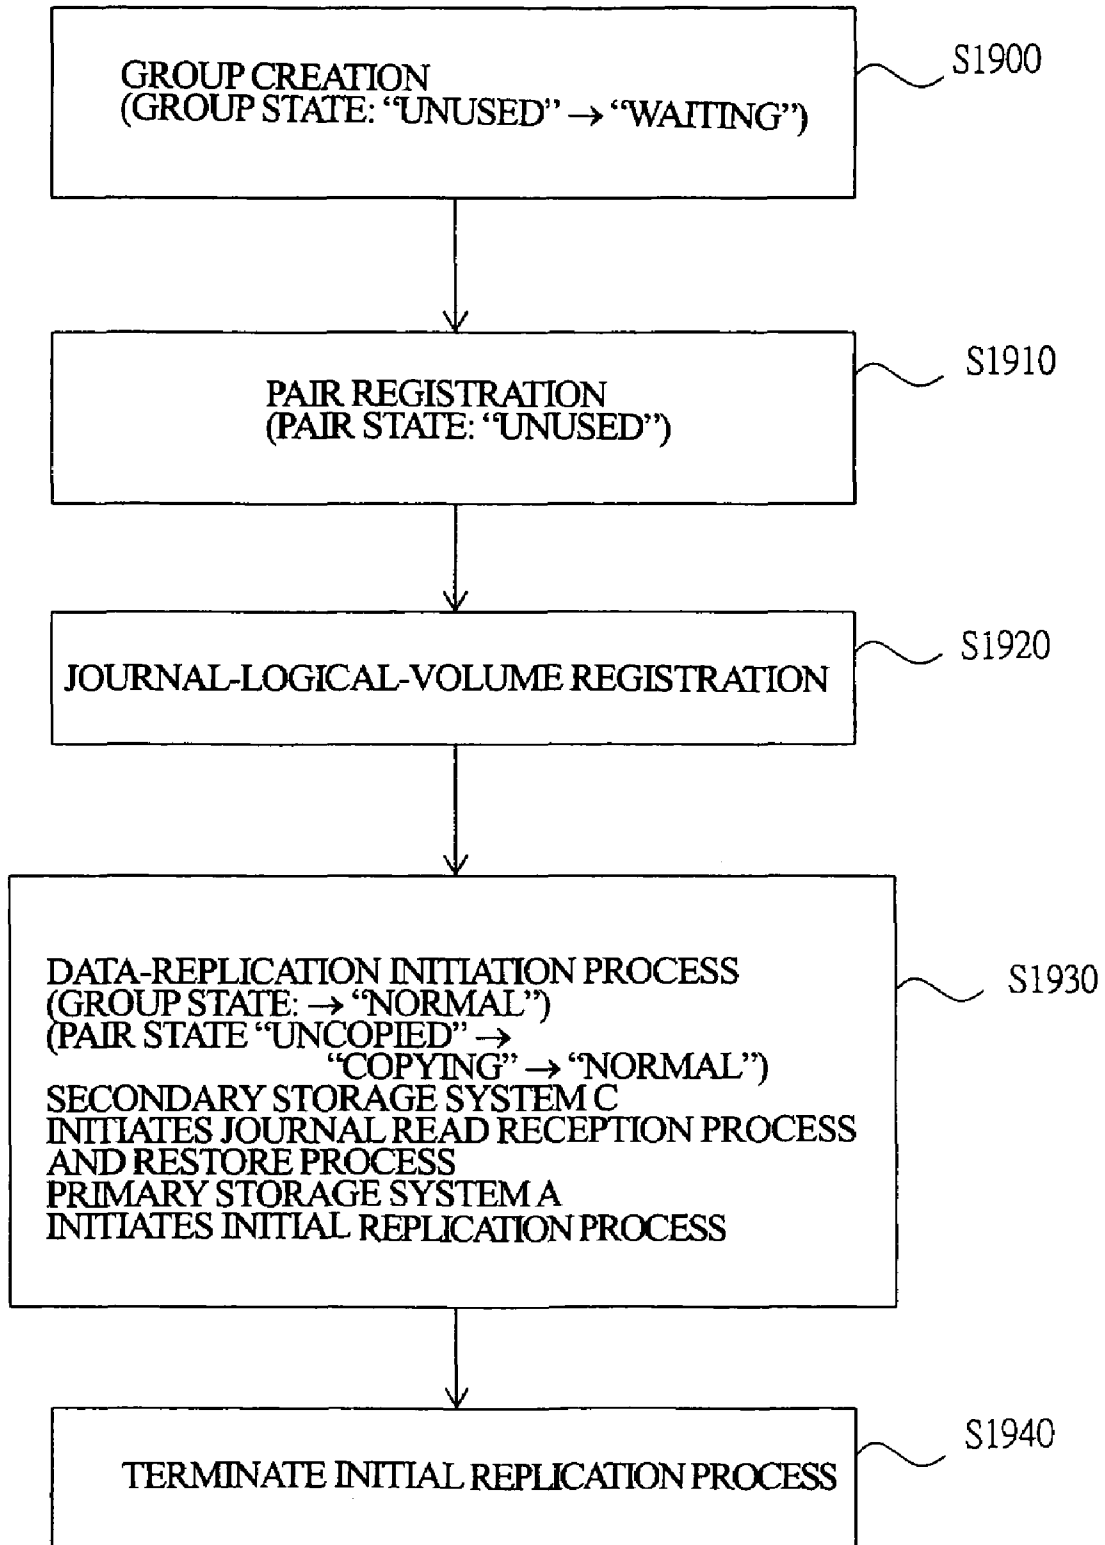 GROUP CREATION
(GROUP STATE: “UNUSED” → “WAITING”)
S1900
PAIR REGISTRATION
(PAIR STATE: “UNUSED”)
S1910
JOURNAL-LOGICAL-VOLUME REGISTRATION
S1920
DATA-REPLICATION INITIATION PROCESS
(GROUP STATE: → “NORMAL”)
(PAIR STATE “UNCOPIED” →
“COPYING” → “NORMAL”)
SECONDARY STORAGE SYSTEM C
INITIATES JOURNAL READ RECEPTION PROCESS
AND RESTORE PROCESS
PRIMARY STORAGE SYSTEM A
INITIATES INITIAL REPLICATION PROCESS
S1930
TERMINATE INITIAL REPLICATION PROCESS
S1940